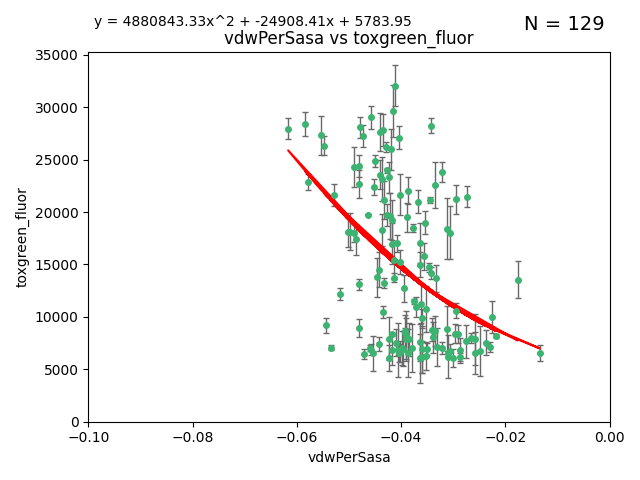 y = 4880843.33x^2 + -24908.41x + 5783.95
N = 129
vdwPerSasa vs toxgreen_fluor
35000
30000
25000
20000
15000
10000
5000
0
toxgreen_fluor
−0.10
−0.08
−0.06
−0.04
−0.02
0.00
vdwPerSasa